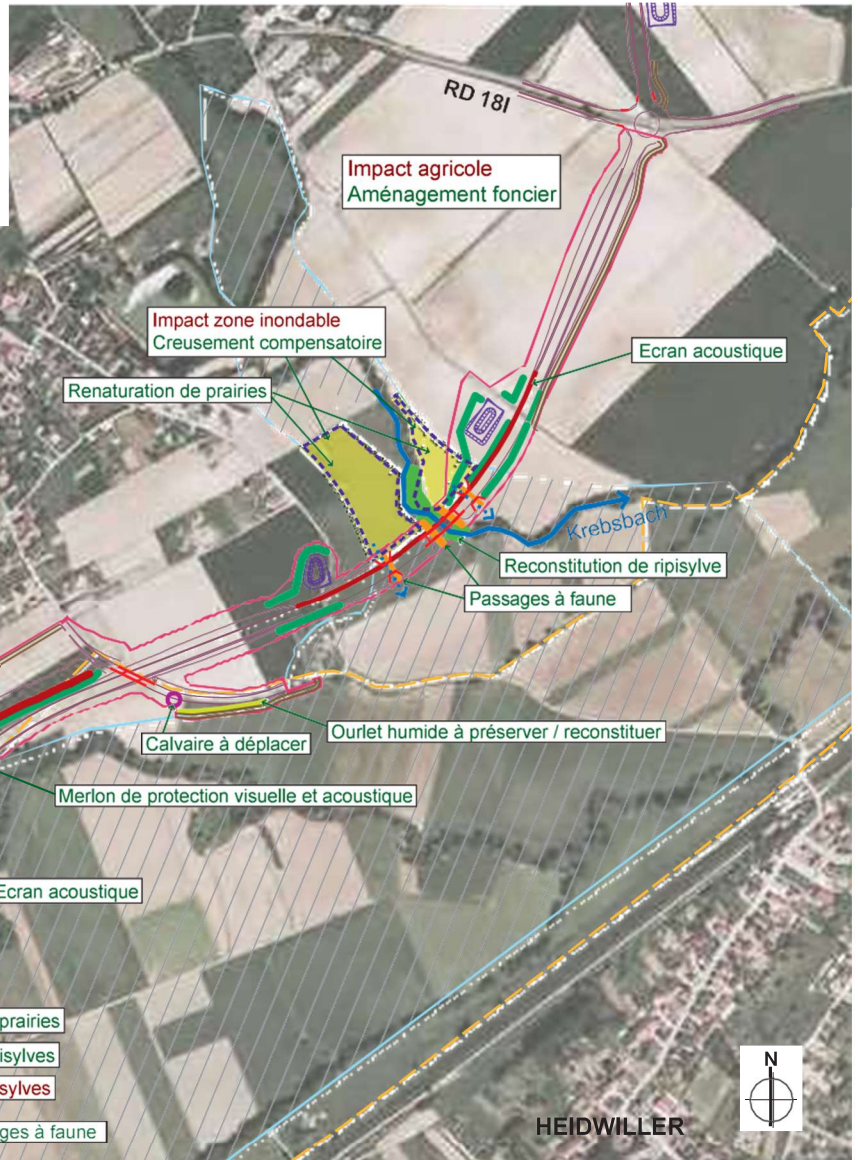 RD 18I
Impact agricole
Aménagement foncier
Impact zone inondable
Creusement compensatoire
Ecran acoustique
Renaturation de prairies
Krebsbach
Reconstitution de ripisylve
Passages à faune
Ourlet humide à préserver / reconstituer
Calvaire à déplacer
Merlon de protection visuelle et acoustique
Ecran acoustique
prairies
isylves
sylves
ges à faune
N
HEIDWILLER